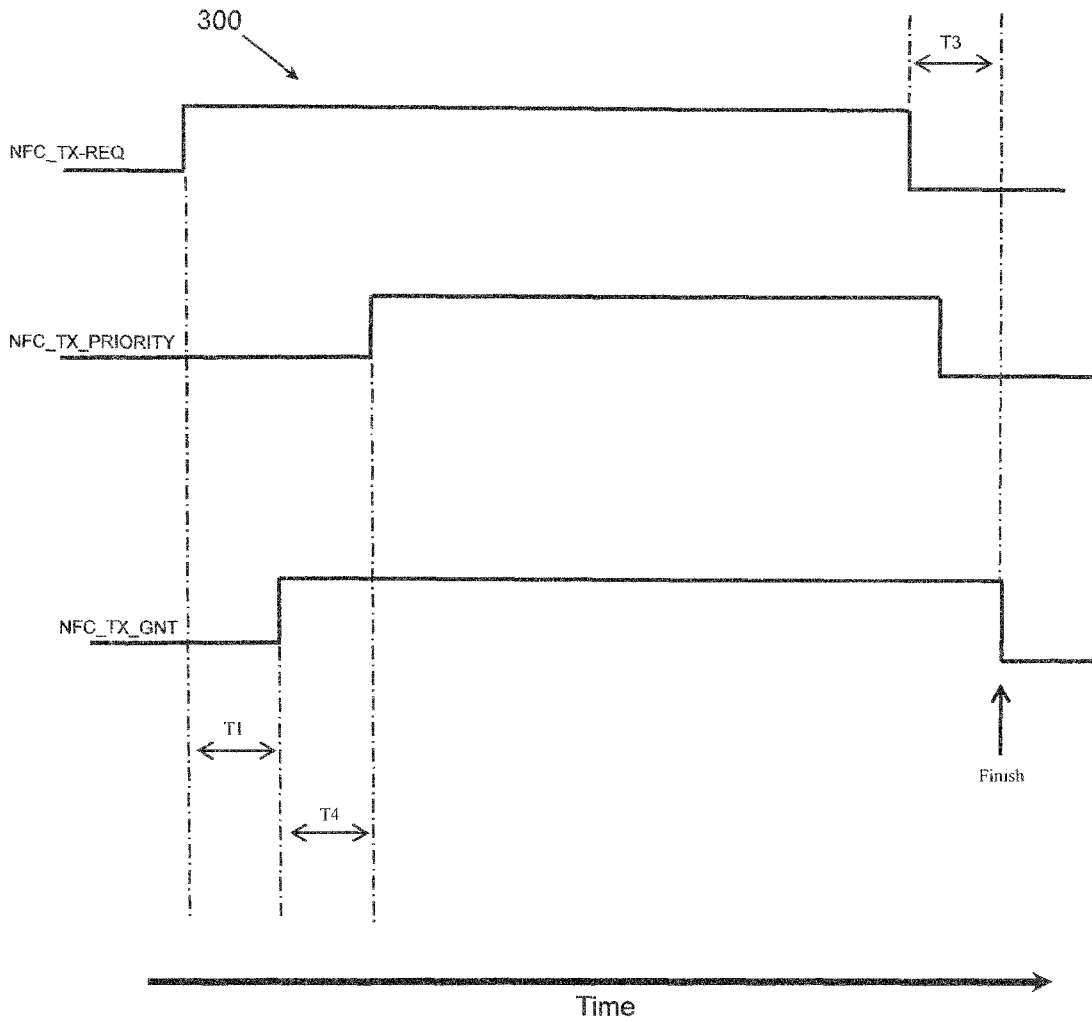 300
T3
NFC_TX-REQ
NFC_TX_PRIORITY
NFC_TX_GNT
T1
Finish
T4
Time